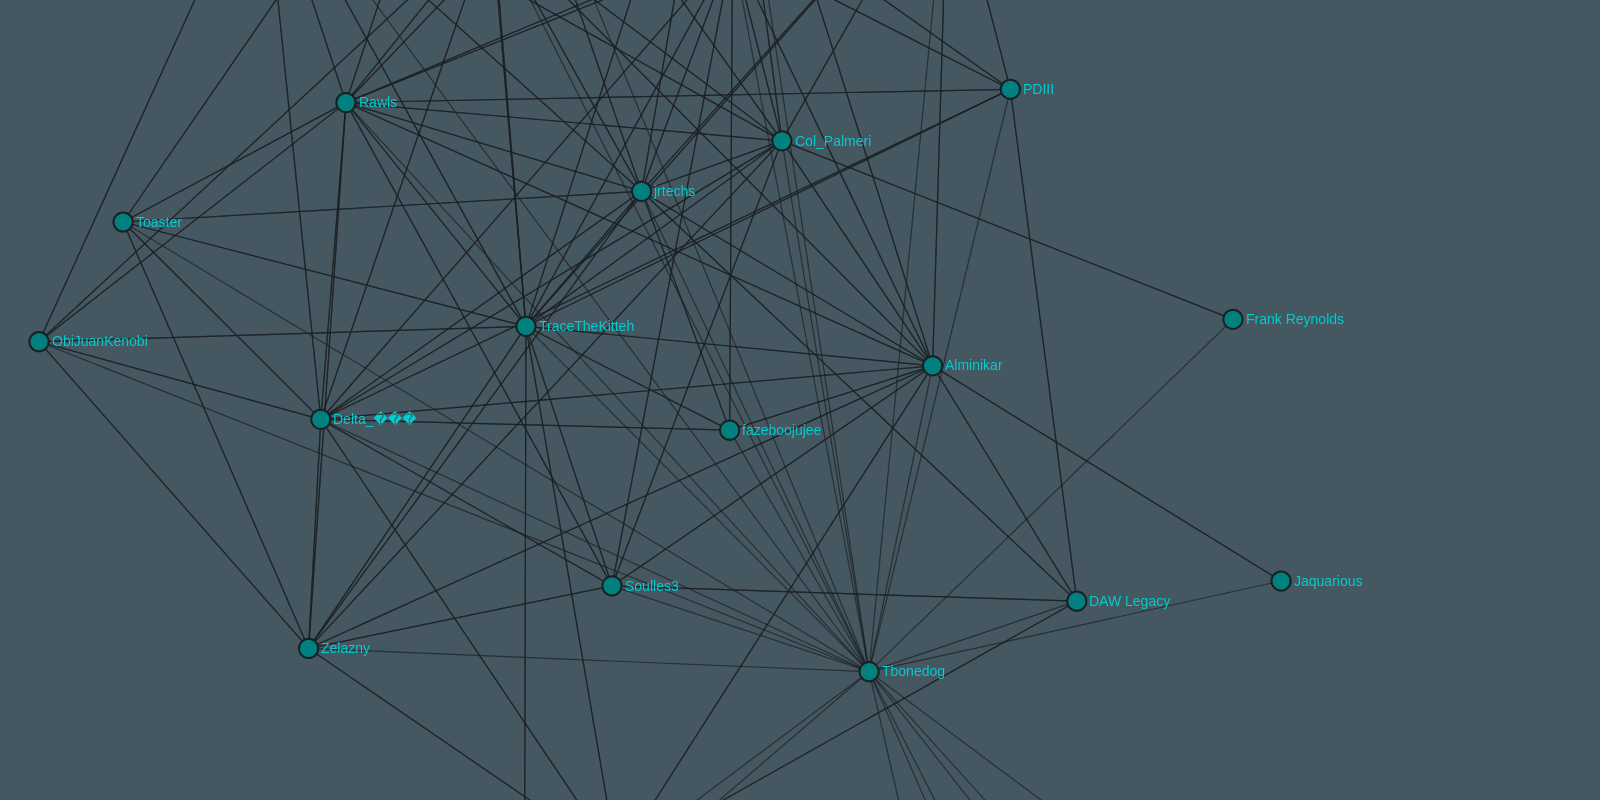 PDIII
Rawls
Col_Palmeri
jrtechs
Toaster
Frank Reynolds
TraceTheKitteh
ObiJuanKenobi
Alminikar
Delta_���
fazeboojujee
Jaquarious
Soulles3
DAW Legacy
Zelazny
Tbonedog